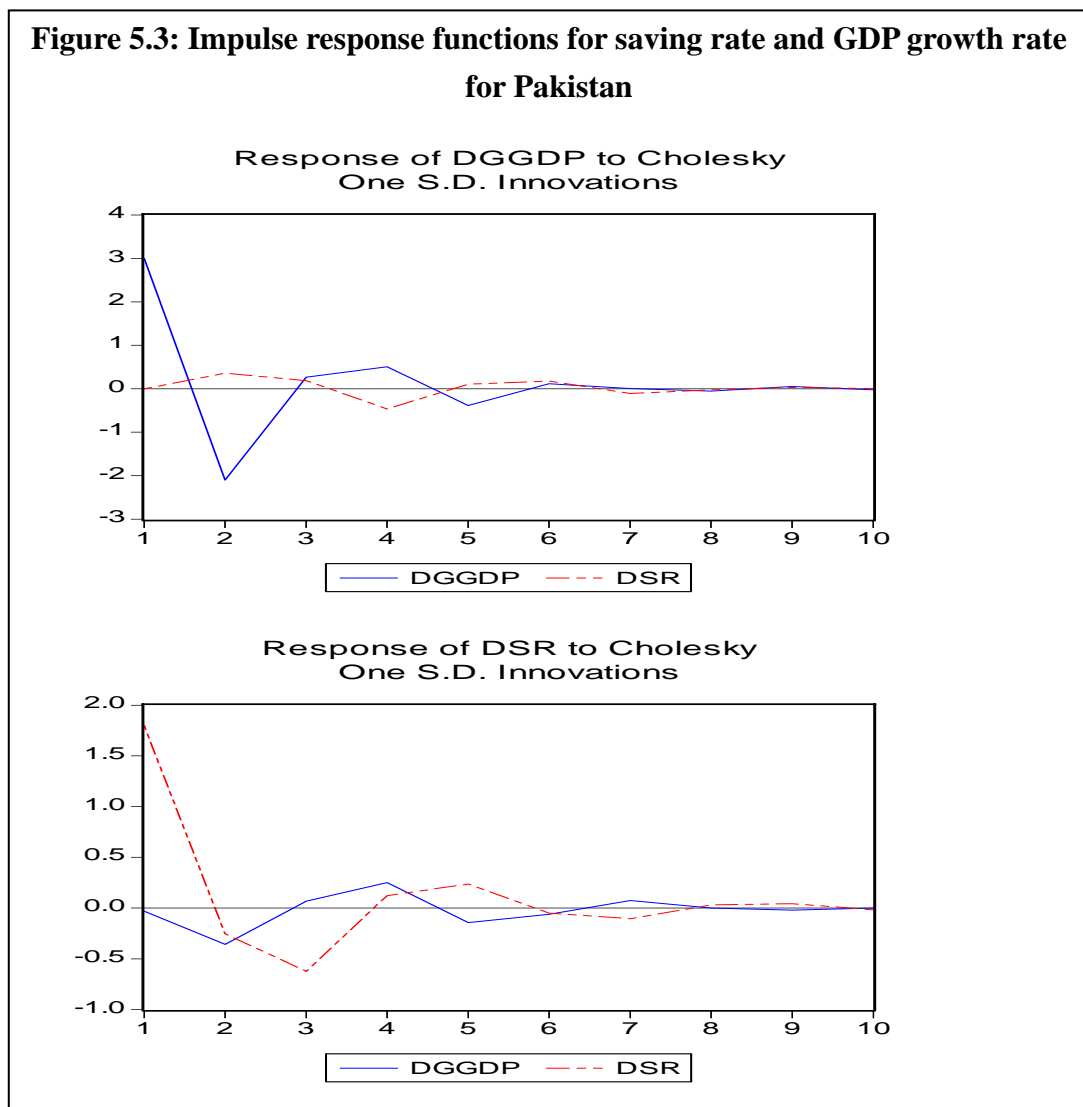 Figure 5.3: Impulse response functions for saving rate and GDP growth rate
for Pakistan
Response of DGGDP to Cholesky
One S.D. Innovations
4
3
2
1
0
-1
-2
-3
1 2 3 4 5 6 7 8 9 10
DGGDP DSR
Response of DSR to Cholesky
One S.D. Innovations
2.0
1.5
1.0
0.5
0.0
-0.5
-1.0
1 2 3 4 5 6 7 8 9 10
DGGDP DSR